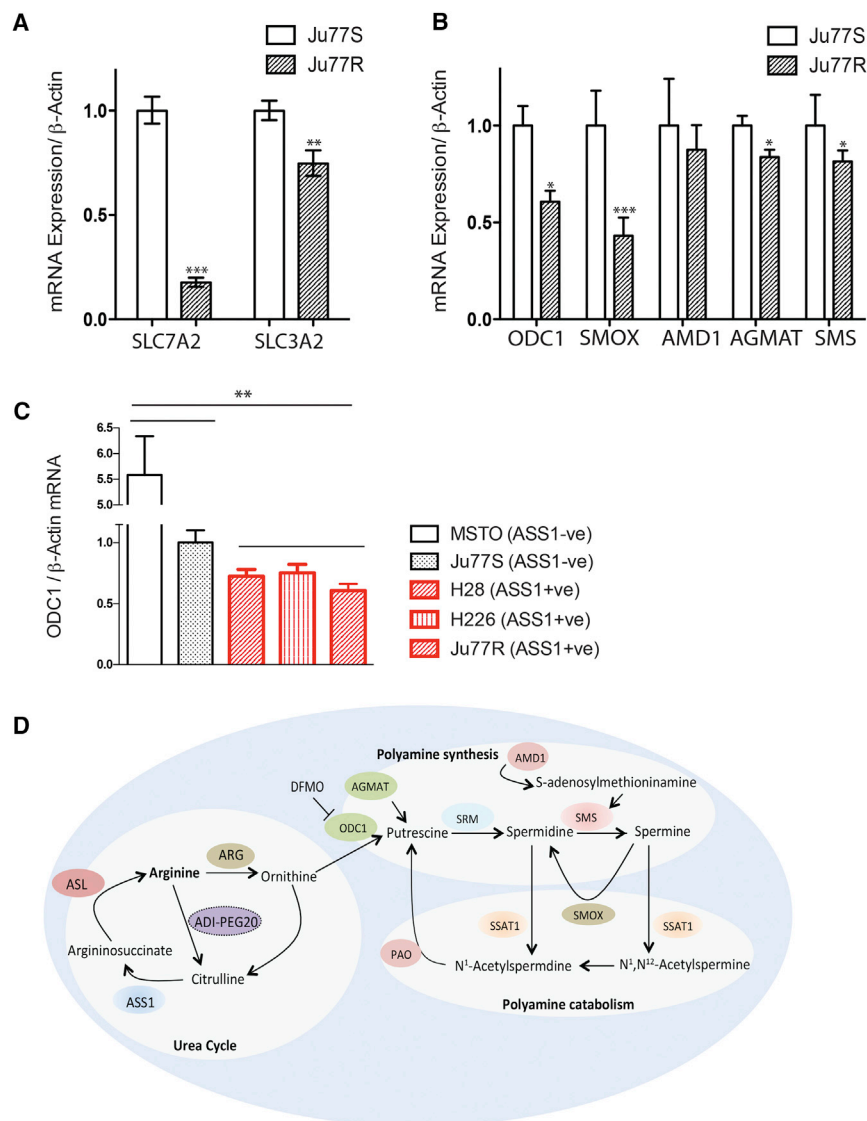 A
Ju77S
Ju77R
mRNA Expression/ β-Actin
1.0
0.5
0.0
***
**
SLC7A2
SLC3A2
B
Ju77S
Ju77R
mRNA Expression/ β-Actin
1.0
0.5
0.0
*
***
*
*
ODC1
SMOX
AMD1
AGMAT
SMS
C
**
ODC1 / β-Actin mRNA
6.5
6.0
5.5
5.0
1.0
0.5
0.0
MSTO (ASS1-ve)
Ju77S (ASS1-ve)
H28 (ASS1+ve)
H226 (ASS1+ve)
Ju77R (ASS1+ve)
D
Polyamine synthesis
AMD1
S-adenosylmethioninamine
DFMO
AGMAT
ODC1
Putrescine
SRM
Spermidine
SMS
Spermine
ARG
Arginine
Ornithine
ASL
ADI-PEG20
SMOX
SSAT1
SSAT1
Argininosuccinate
PAO
N¹-Acetylspermdine
N¹,N¹²-Acetylspermine
Citrulline
ASS1
Polyamine catabolism
Urea Cycle